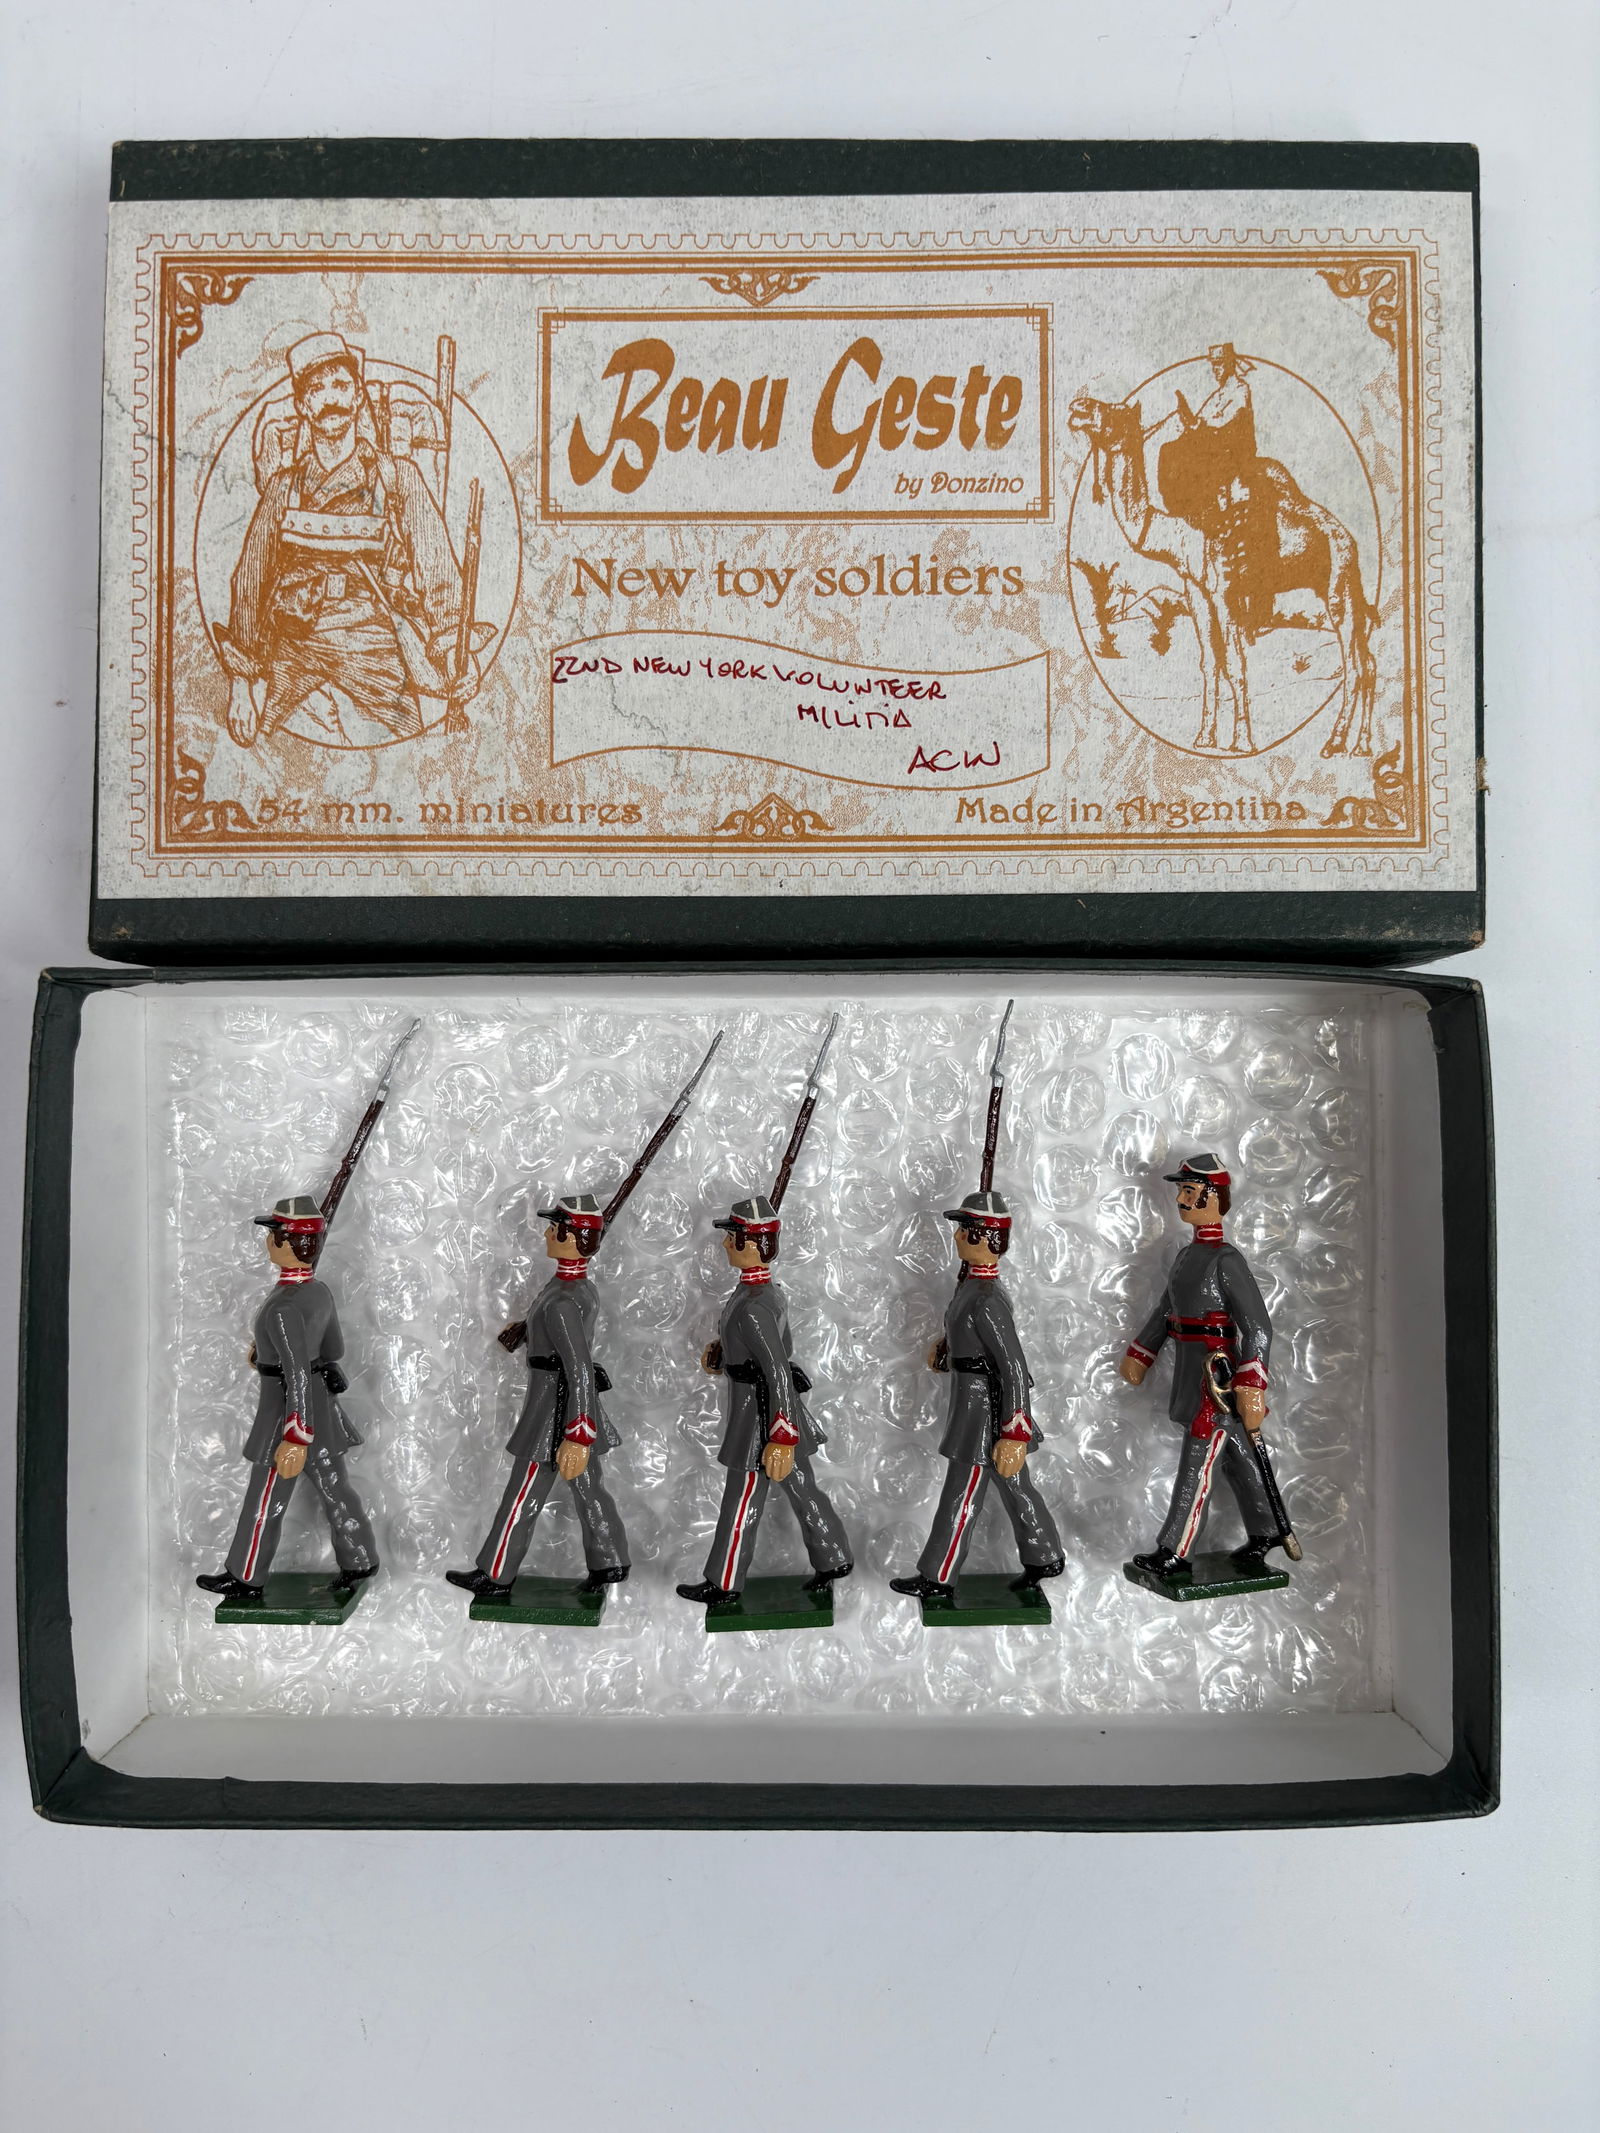 Beau Geste
by Donzino
New toy soldiers
22ND NEW YORK VOLUNTEER
MILITIA
ACW
54 mm. miniatures
Made in Argentina